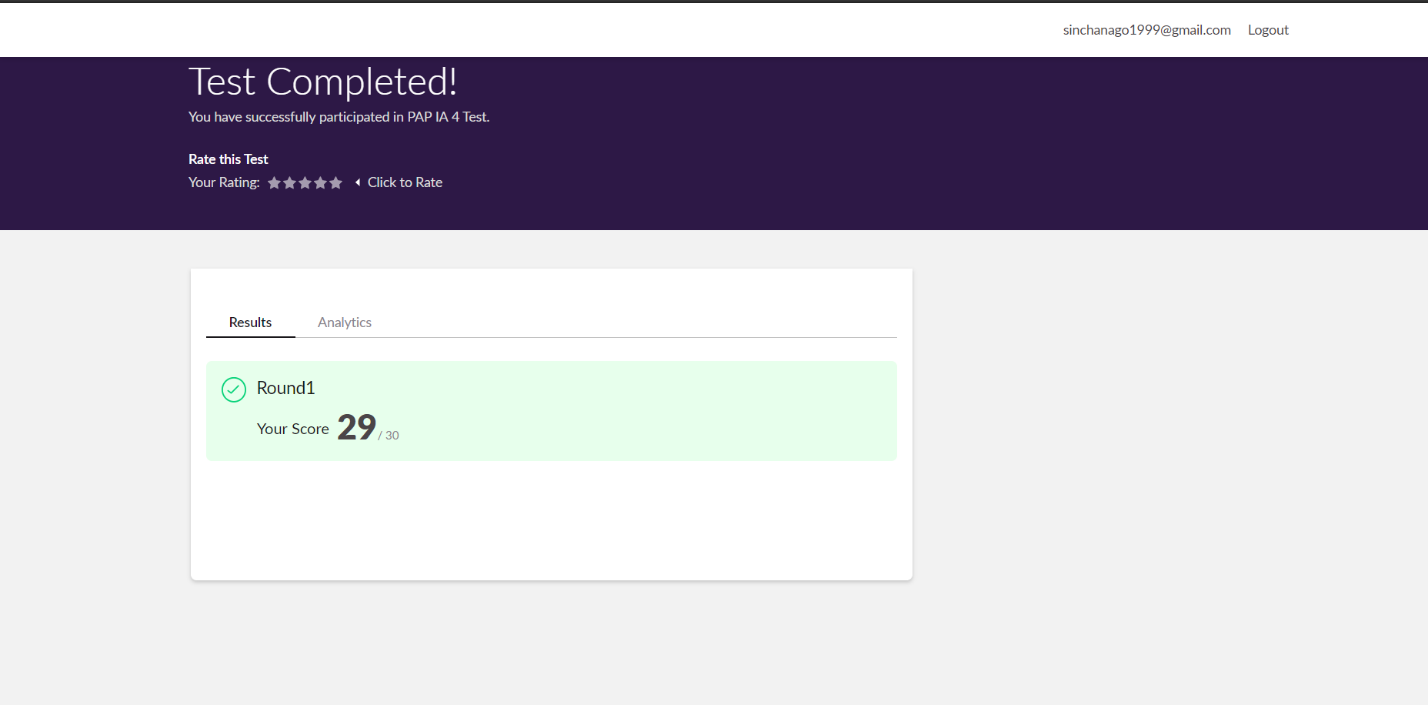 sinchanago1999@gmail.com Logout
Test Completed!
You have successfully participated in PAP IA 4 Test.
Rate this Test
Your Rating: Click to Rate
Results Analytics
Round1
Your Score 29 / 30